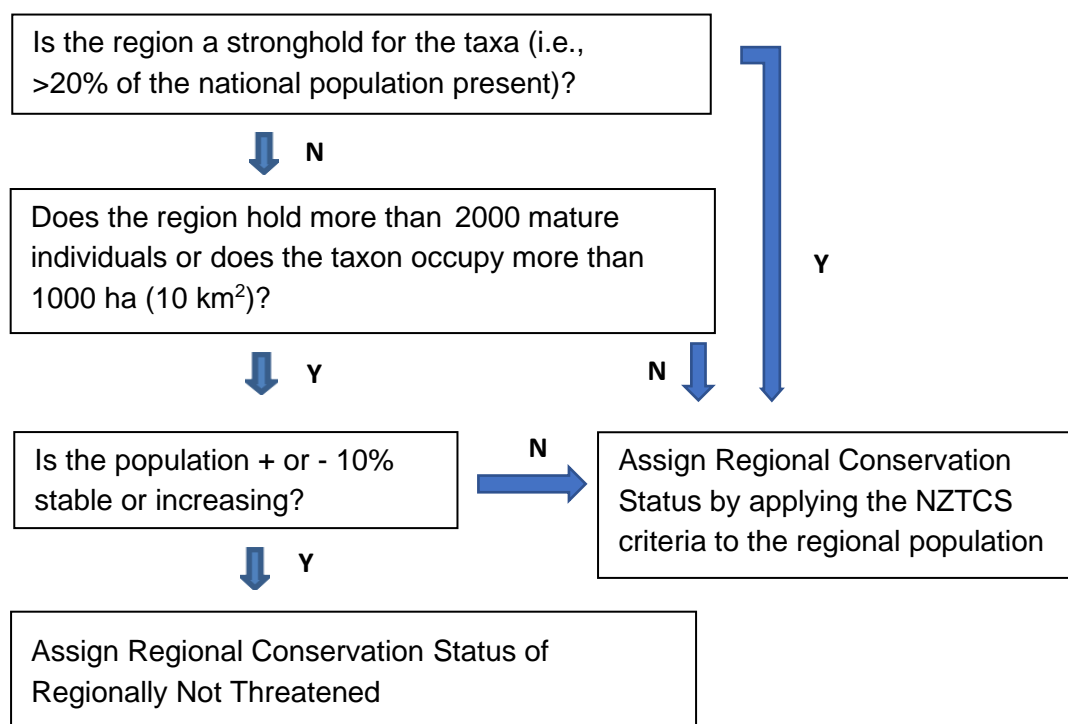 Is the region a stronghold for the taxa (i.e.,
>20% of the national population present)?
N
Does the region hold more than 2000 mature
individuals or does the taxon occupy more than
1000 ha (10 km²)?
Y
Y
N
Is the population + or - 10%
stable or increasing?
N
Assign Regional Conservation
Status by applying the NZTCS
criteria to the regional population
Y
Assign Regional Conservation Status of
Regionally Not Threatened